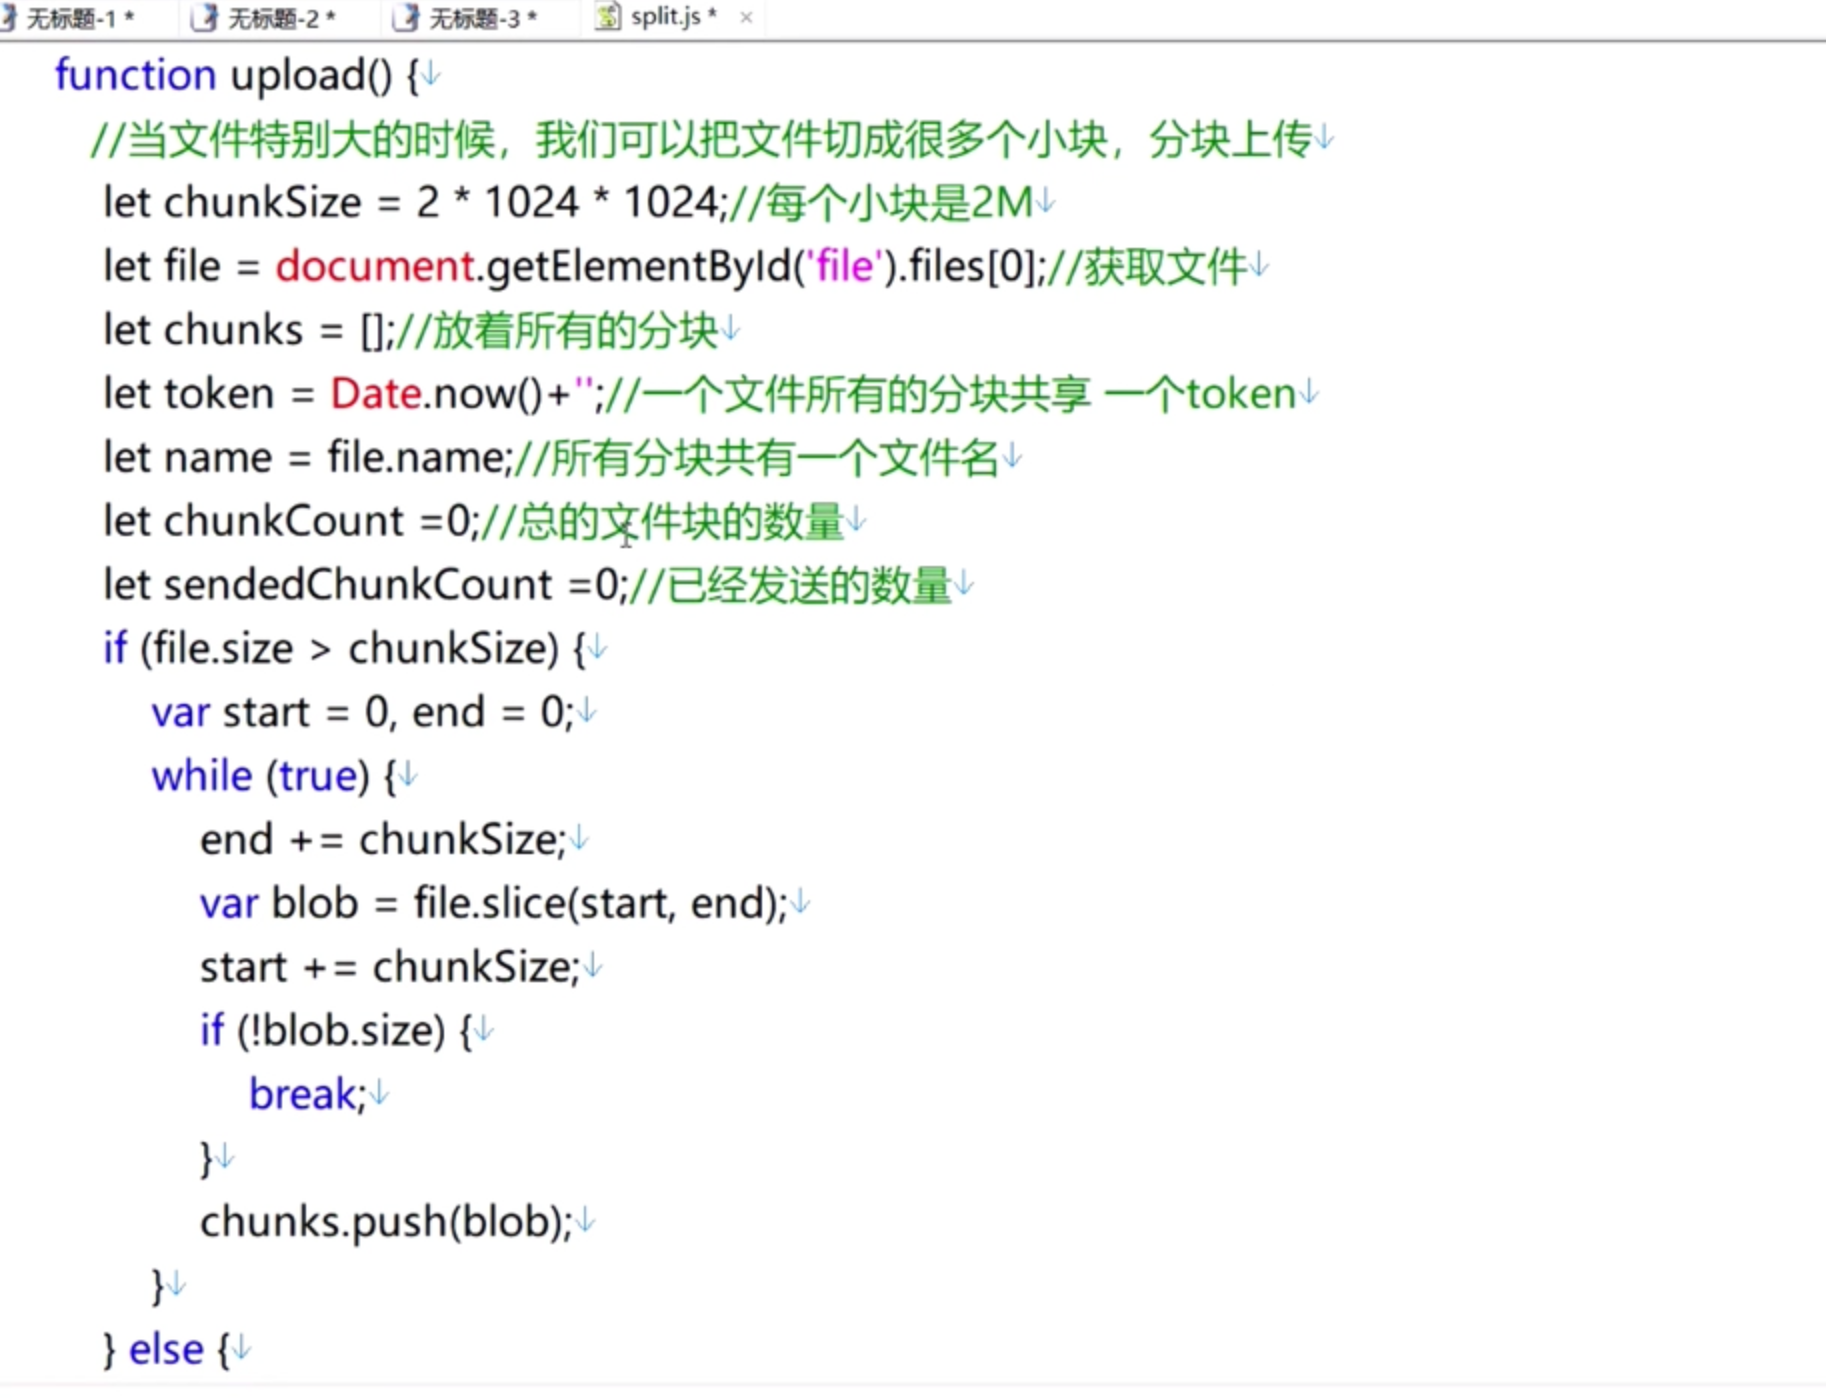 无标题-1 * 无标题-2 * 无标题-3 * split.js * ×
function upload() {↓
//当文件特别大的时候，我们可以把文件切成很多个小块，分块上传↓
let chunkSize = 2 * 1024 * 1024;//每个小块是2M↓
let file = document.getElementById('file').files[0];//获取文件↓
let chunks = [];//放着所有的分块↓
let token = Date.now()+'';//一个文件所有的分块共享 一个token↓
let name = file.name;//所有分块共有一个文件名↓
let chunkCount =0;//总的文件块的数量↓
let sendedChunkCount =0;//已经发送的数量↓
if (file.size > chunkSize) {↓
var start = 0, end = 0;↓
while (true) {↓
end += chunkSize;↓
var blob = file.slice(start, end);↓
start += chunkSize;↓
if (!blob.size) {↓
break;↓
}↓
chunks.push(blob);↓
}↓
} else {↓